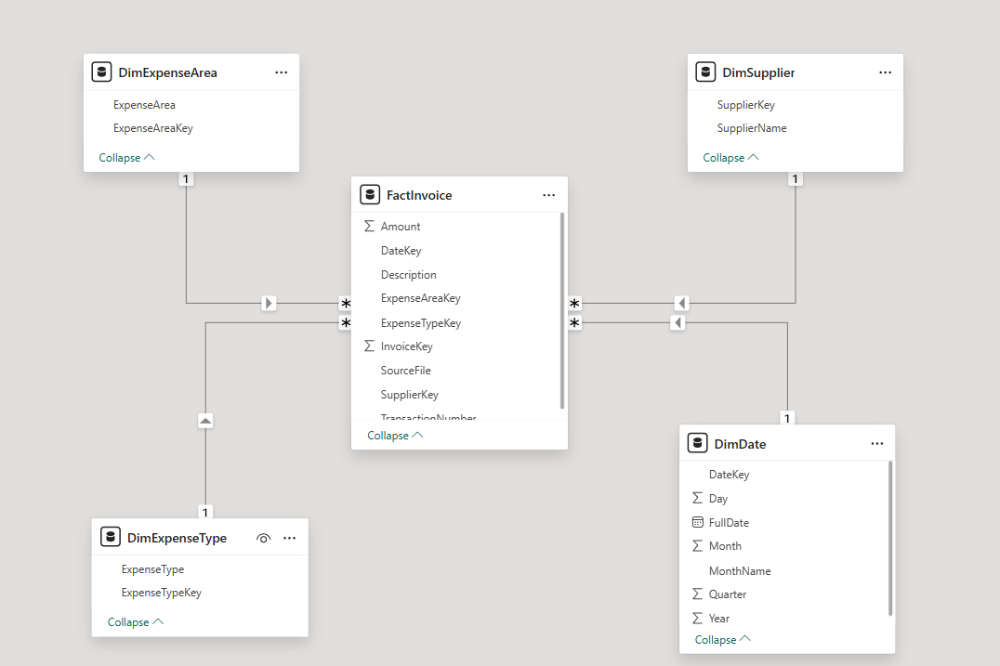 DimExpenseArea
ExpenseArea
ExpenseAreaKey
Collapse
1
DimSupplier
SupplierKey
SupplierName
Collapse
1
FactInvoice
Amount
DateKey
Description
ExpenseAreaKey
ExpenseTypeKey
InvoiceKey
SourceFile
SupplierKey
TransactionNumber
Collapse
*
*
*
*
1
DimExpenseType
ExpenseType
ExpenseTypeKey
Collapse
1
DimDate
DateKey
Day
FullDate
Month
MonthName
Quarter
Year
Collapse